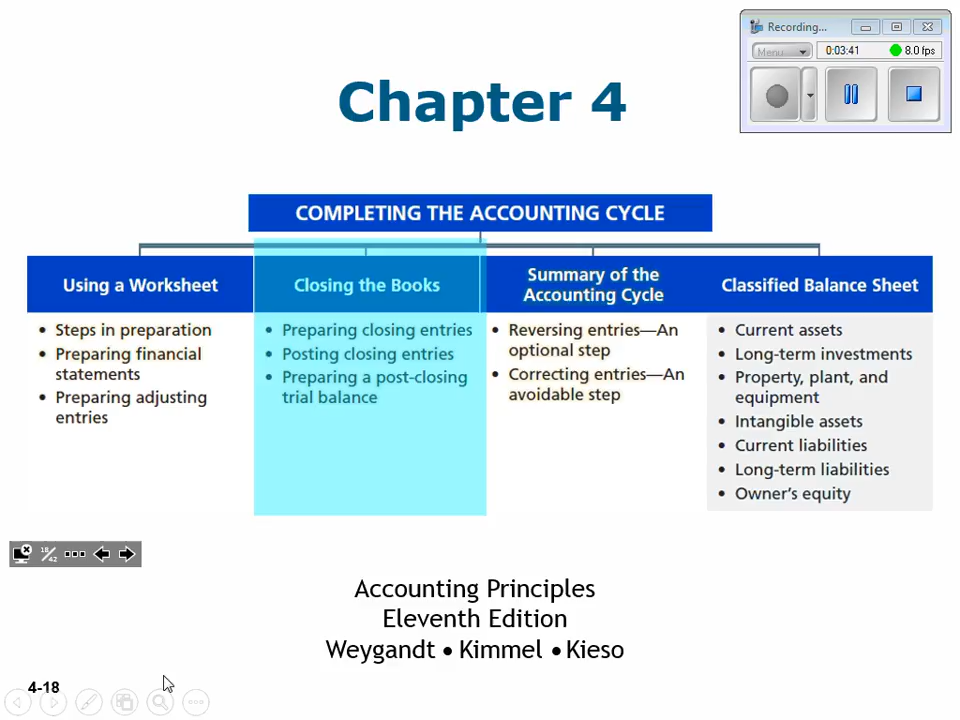 Recording...
Menu
0:03:41
8.0 fps
Chapter 4
COMPLETING THE ACCOUNTING CYCLE
Using a Worksheet
• Steps in preparation
• Preparing financial
statements
• Preparing adjusting
entries
Closing the Books
• Preparing closing entries
• Posting closing entries
• Preparing a post-closing
trial balance
Summary of the
Accounting Cycle
• Reversing entries—An
optional step
• Correcting entries—An
avoidable step
Classified Balance Sheet
• Current assets
• Long-term investments
• Property, plant, and
equipment
• Intangible assets
• Current liabilities
• Long-term liabilities
• Owner’s equity
18/42
Accounting Principles
Eleventh Edition
Weygandt • Kimmel • Kieso
4-18